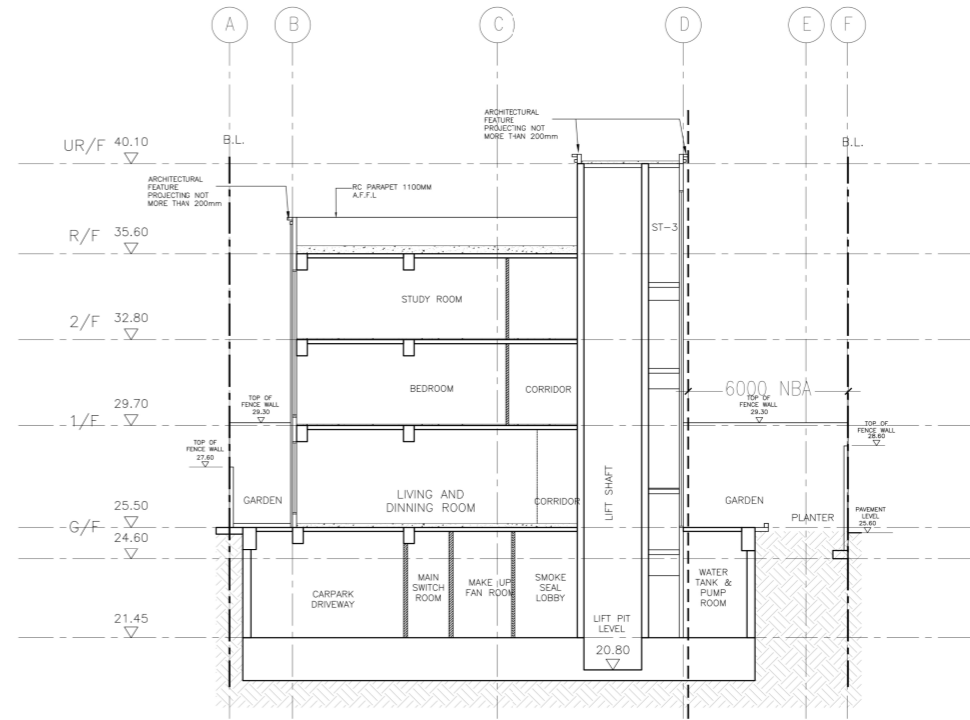 A
B
C
D
E
F
ARCHITECTURAL
FEATURE
PROJECTING NOT
MORE THAN 200mm
UR/F 40.10
B.L.
B.L.
ARCHITECTURAL
FEATURE
PROJECTING NOT
MORE THAN 200mm
RC PARAPET 1100MM
A.F.F.L
R/F 35.60
ST-3
STUDY ROOM
2/F 32.80
BEDROOM
CORRIDOR
6000 NBA
TOP OF
FENCE WALL
29.30
TOP OF
FENCE WALL
29.30
1/F 29.70
TOP OF
FENCE WALL
27.60
TOP OF
FENCE WALL
28.60
GARDEN
LIVING AND
DINNING ROOM
CORRIDOR
LIFT SHAFT
GARDEN
PLANTER
PAVEMENT
LEVEL
25.60
G/F 25.50
24.60
CARPARK
DRIVEWAY
MAIN
SWITCH
ROOM
MAKE UP
FAN ROOM
SMOKE
SEAL
LOBBY
WATER
TANK &
PUMP
ROOM
LIFT PIT
LEVEL
20.80
21.45